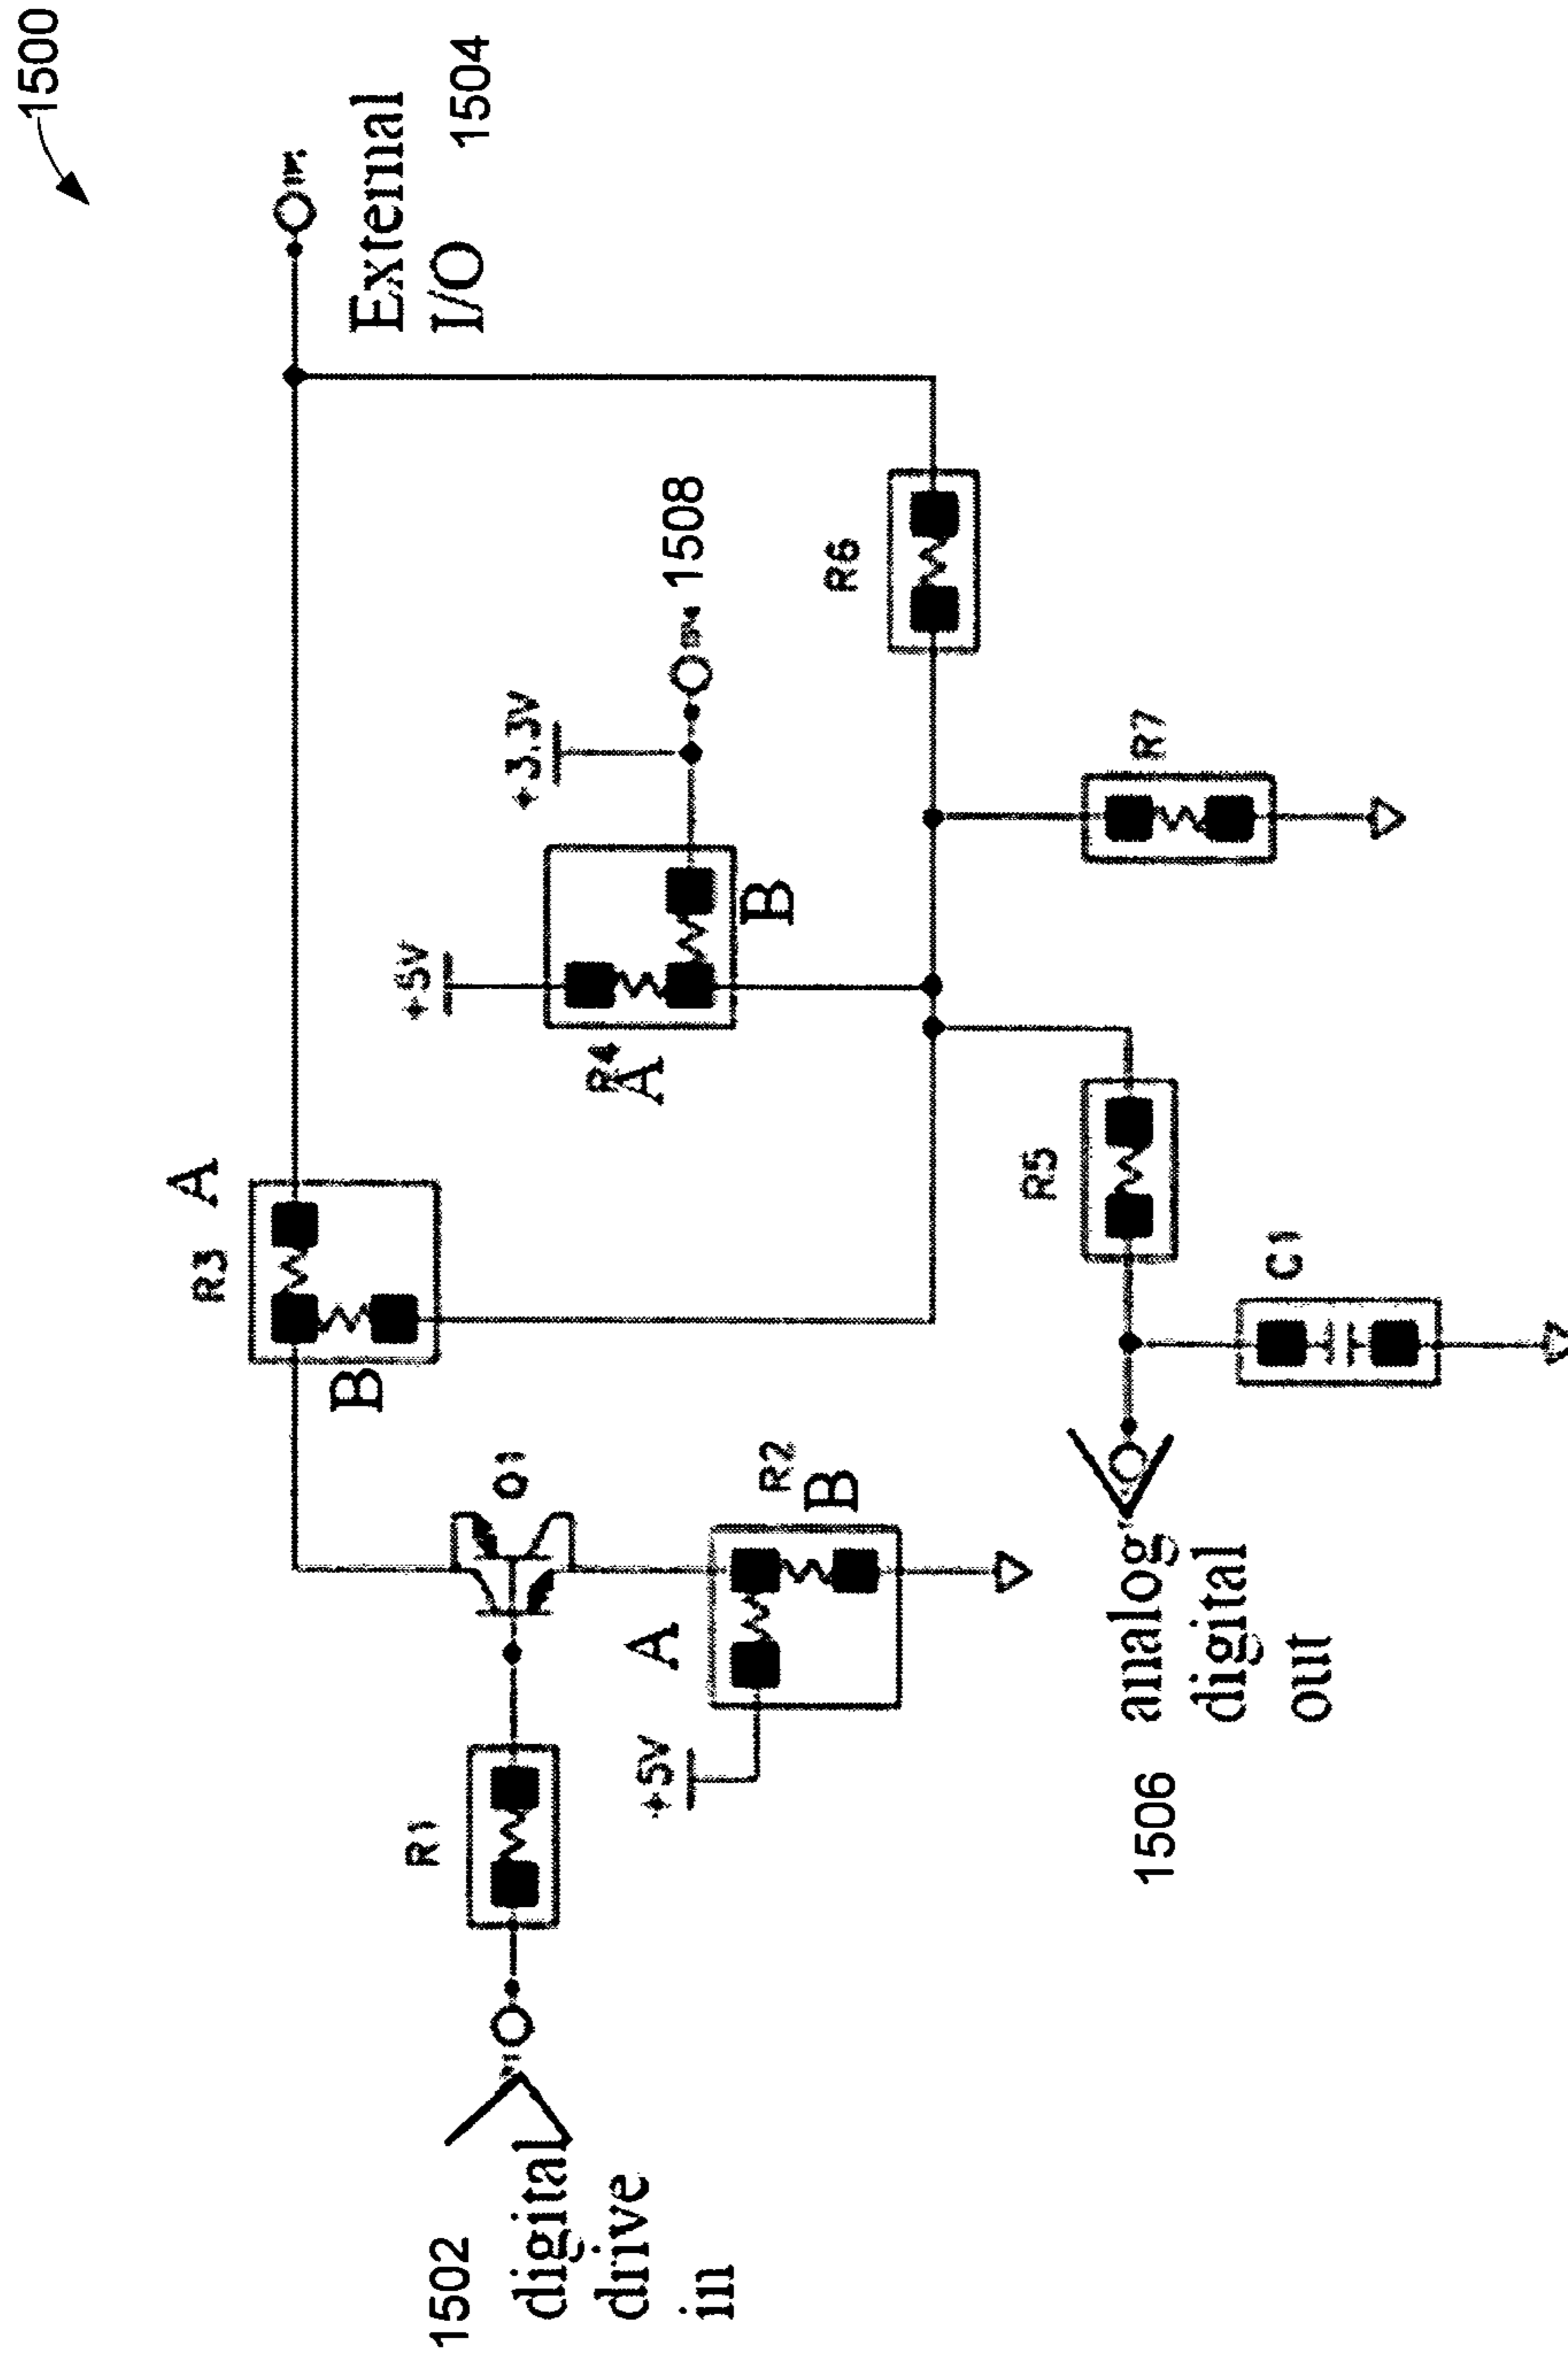 1500
External
I/O
1504
A
R3
B
+5V
+3.3V
1508
R4
A
B
R6
R7
Q1
R1
A
R2
B
+5V
R5
C1
1502
digital
drive
in
1506
analog
digital
out